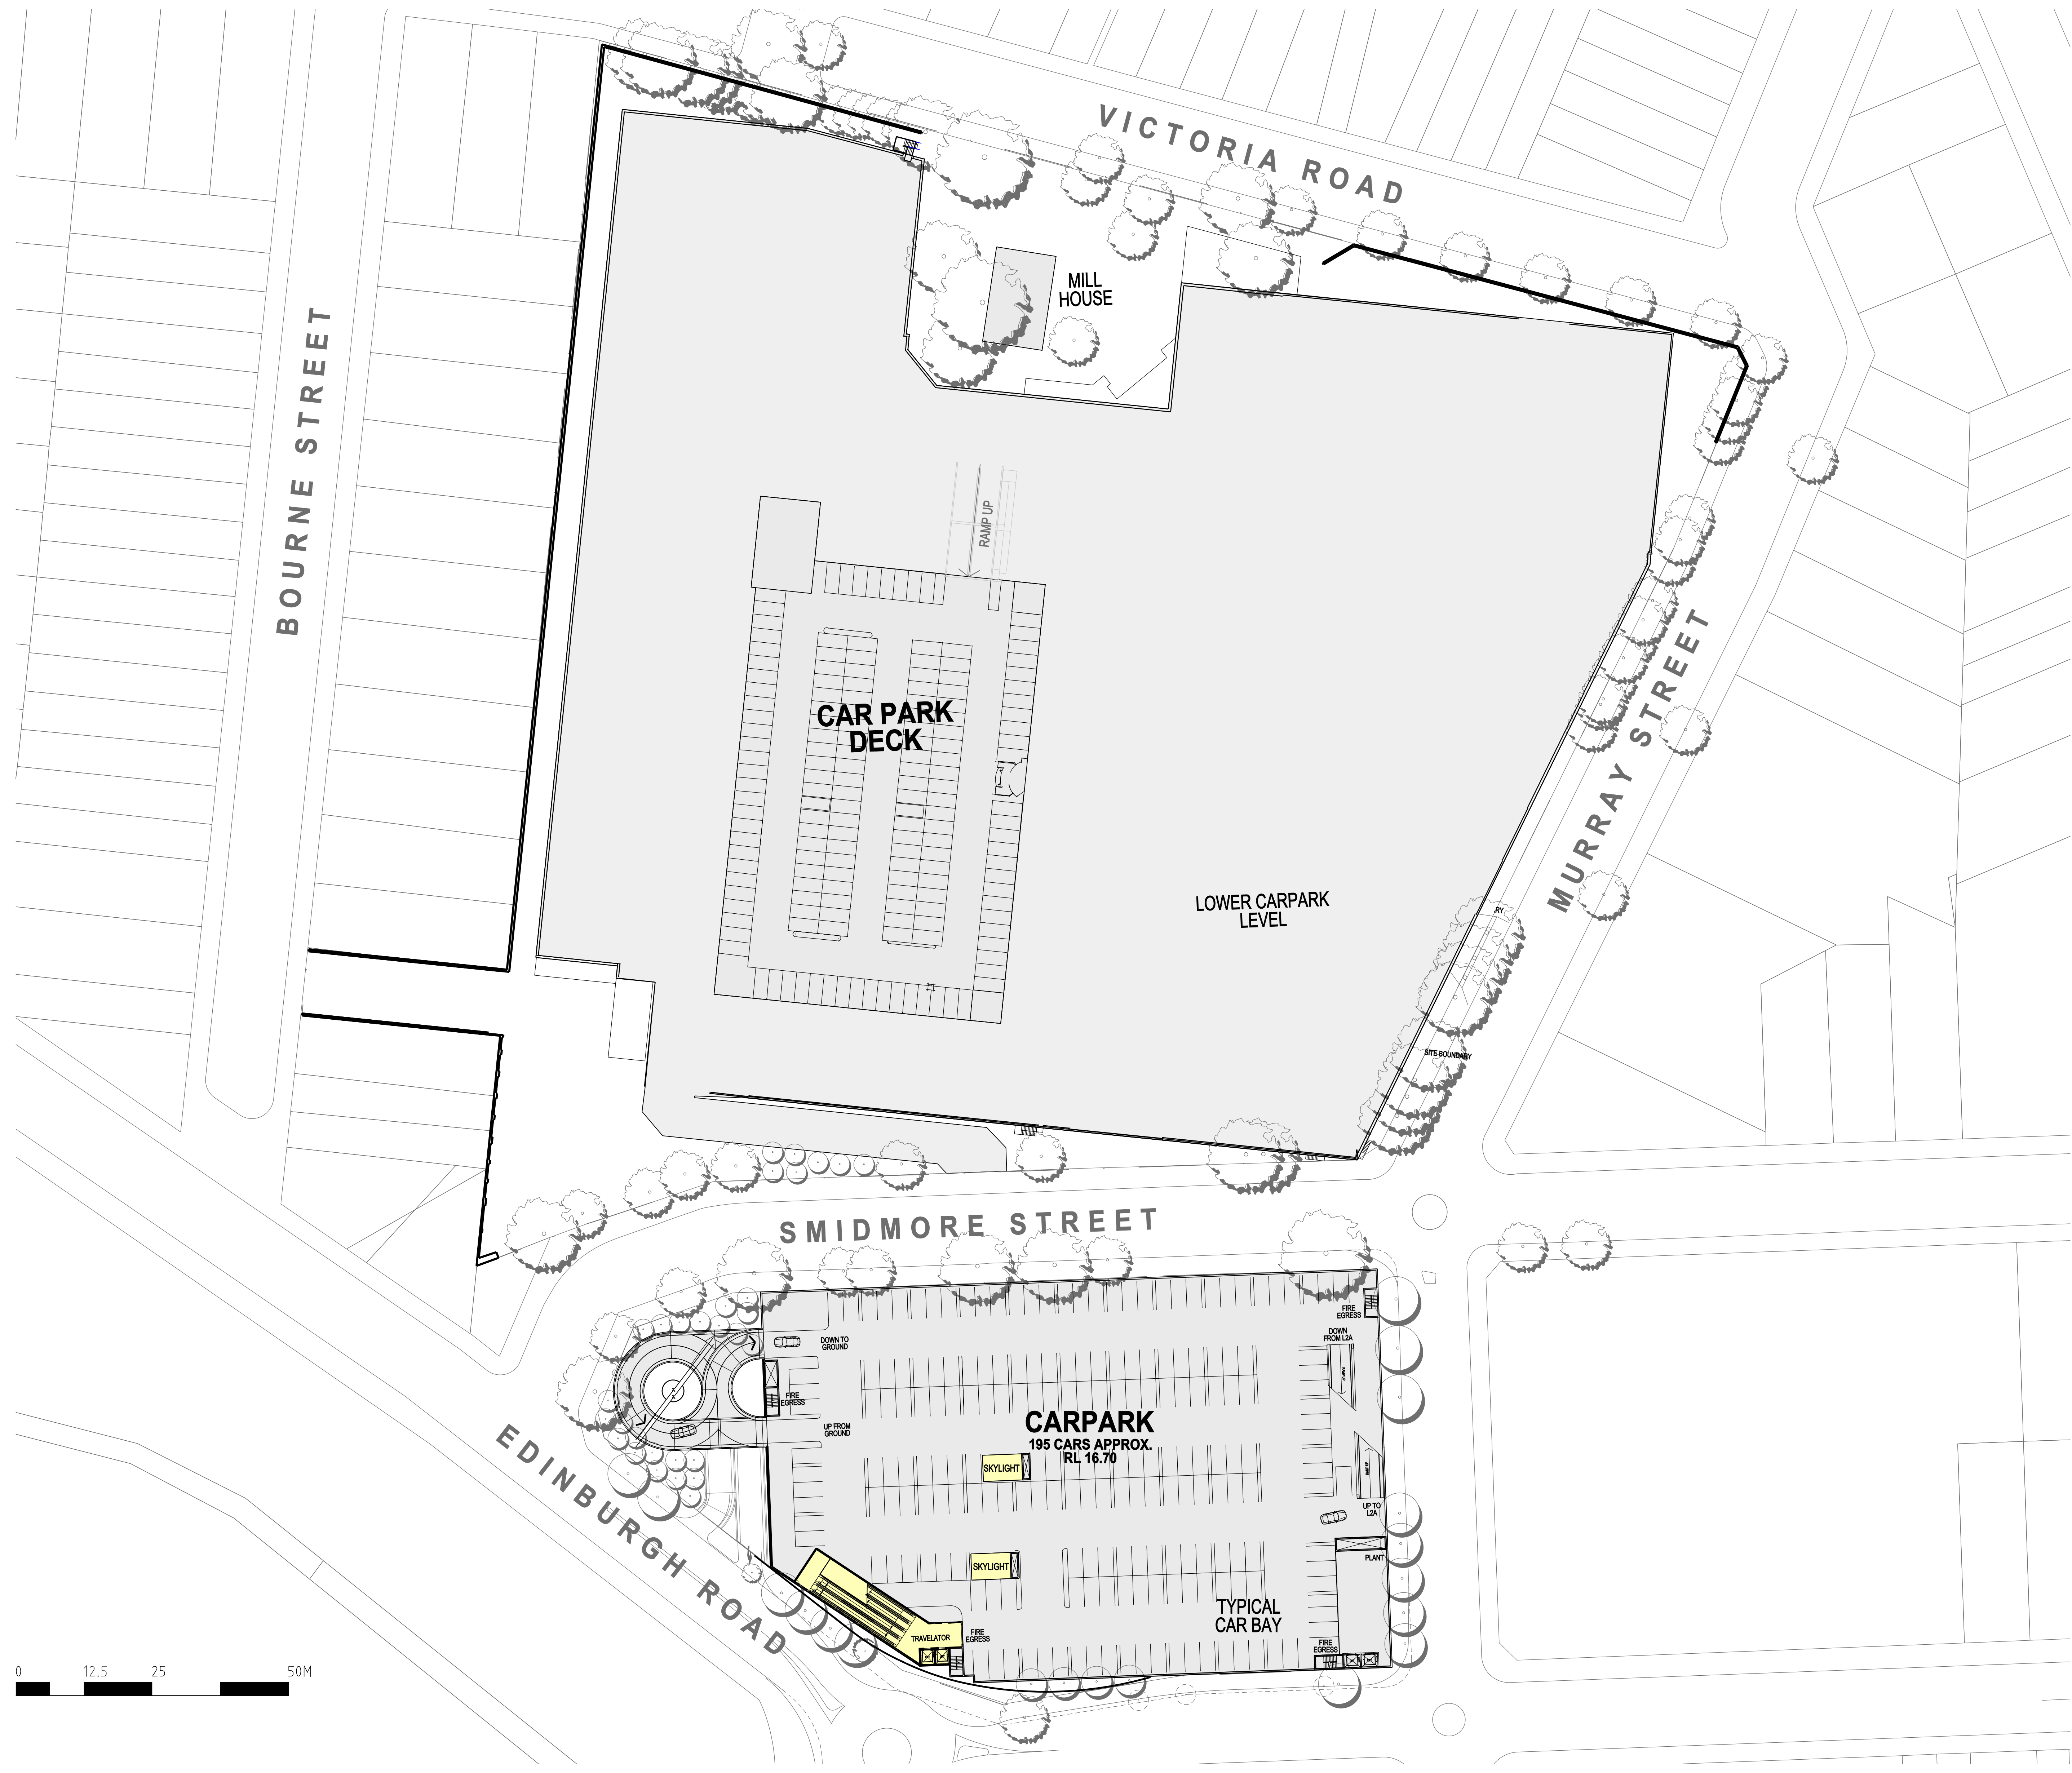 VICTORIA ROAD
MILL
HOUSE
BOURNE STREET
RAMP UP
CAR PARK
DECK
MURRAY STREET
LOWER CARPARK
LEVEL
RY
SITE BOUNDARY
SMIDMORE STREET
FIRE
EGRESS
DOWN TO
GROUND
DOWN
FROM L2A
FIRE
EGRESS
UP FROM
GROUND
CARPARK
195 CARS APPROX.
RL 16.70
SKYLIGHT
EDINBURGH ROAD
UP TO
L2A
SKYLIGHT
PLANT
TYPICAL
CAR BAY
TRAVELATOR
FIRE
EGRESS
FIRE
EGRESS
0 12.5 25 50M